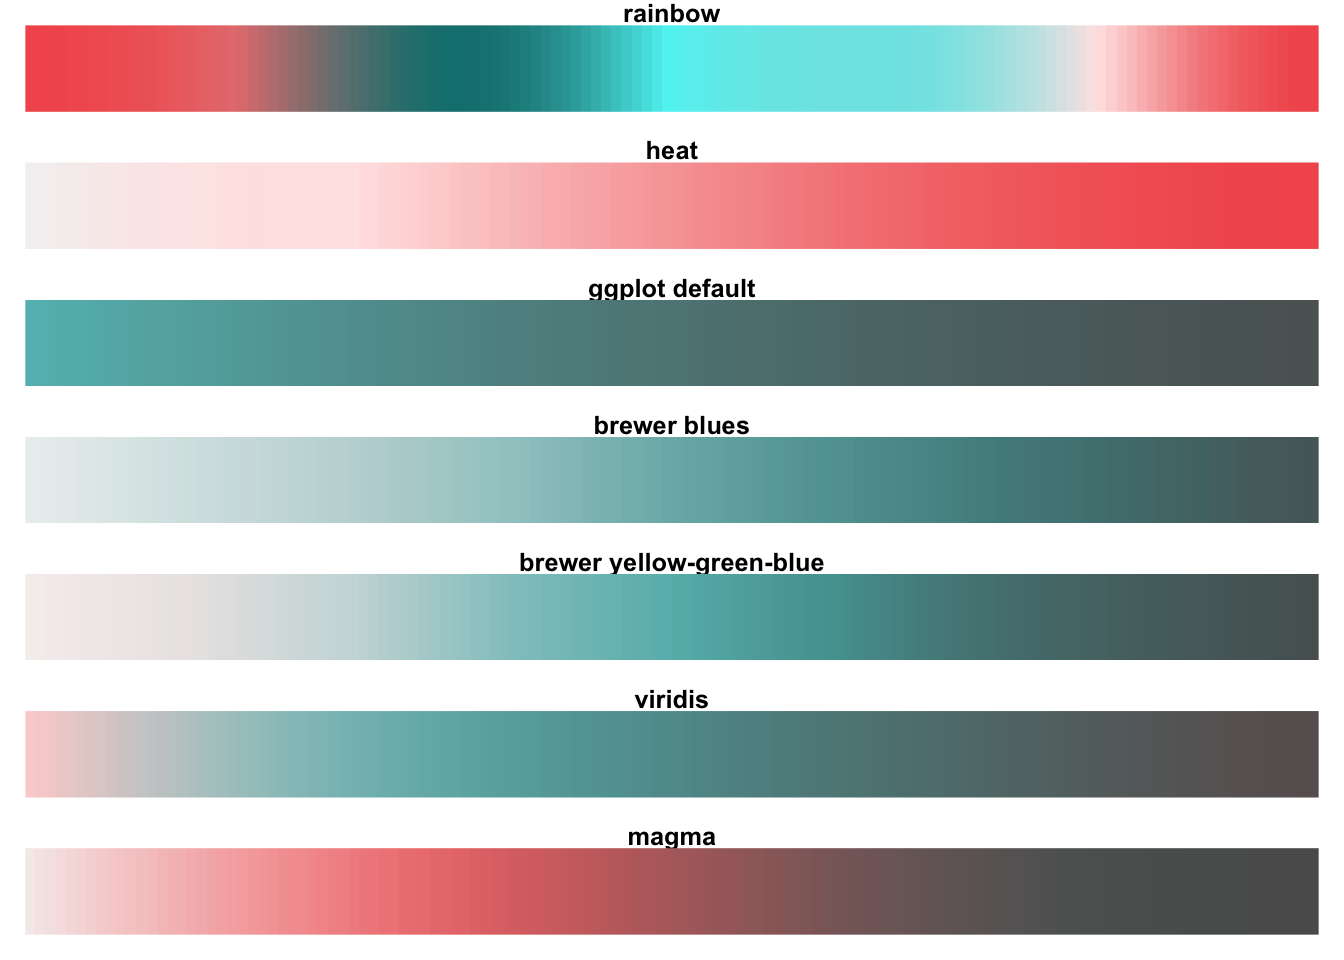 rainbow
heat
ggplot default
brewer blues
brewer yellow-green-blue
viridis
magma